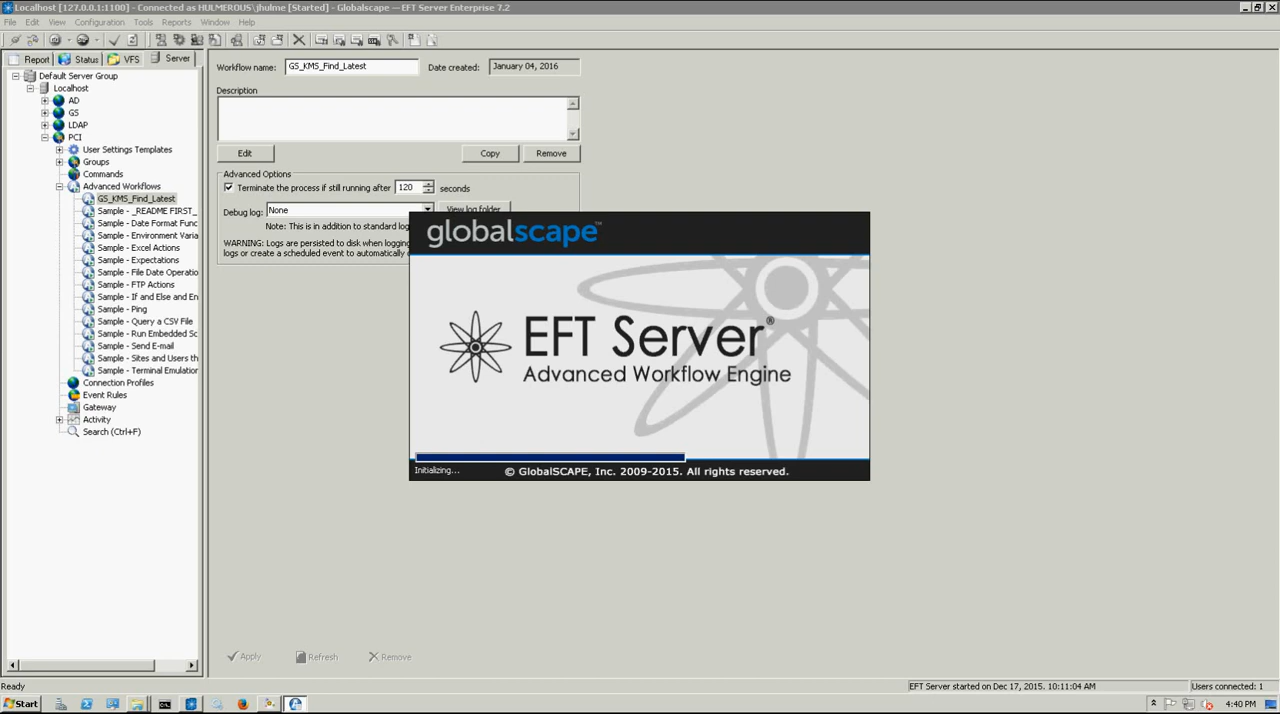 Localhost [127.0.0.1:1100] - Connected as HULMEROUS\jhulme [Started] - Globalscape — EFT Server Enterprise 7.2
File Edit View Configuration Tools Reports Window Help
Report Status VFS Server
Default Server Group
Localhost
AD
GS
LDAP
PCI
User Settings Templates
Groups
Commands
Advanced Workflows
GS_KMS_Find_Latest
Sample - _README FIRST_
Sample - Date Format Func
Sample - Environment Varia
Sample - Excel Actions
Sample - Expectations
Sample - File Date Operatio
Sample - FTP Actions
Sample - If and Else and En
Sample - Ping
Sample - Query a CSV File
Sample - Run Embedded Sc
Sample - Send E-mail
Sample - Sites and Users th
Sample - Terminal Emulation
Connection Profiles
Event Rules
Gateway
Activity
Search (Ctrl+F)
Workflow name: GS_KMS_Find_Latest Date created: January 04, 2016
Description
Edit Copy Remove
Advanced Options
Terminate the process if still running after 120 seconds
Debug log: None View log folder
Note: This is in addition to standard log
WARNING: Logs are persisted to disk when logging
logs or create a scheduled event to automatically
globalscape™
EFT Server®
Advanced Workflow Engine
Initializing... © GlobalSCAPE, Inc. 2009-2015. All rights reserved.
Apply Refresh Remove
Ready EFT Server started on Dec 17, 2015. 10:11:04 AM Users connected: 1
Start 4:40 PM